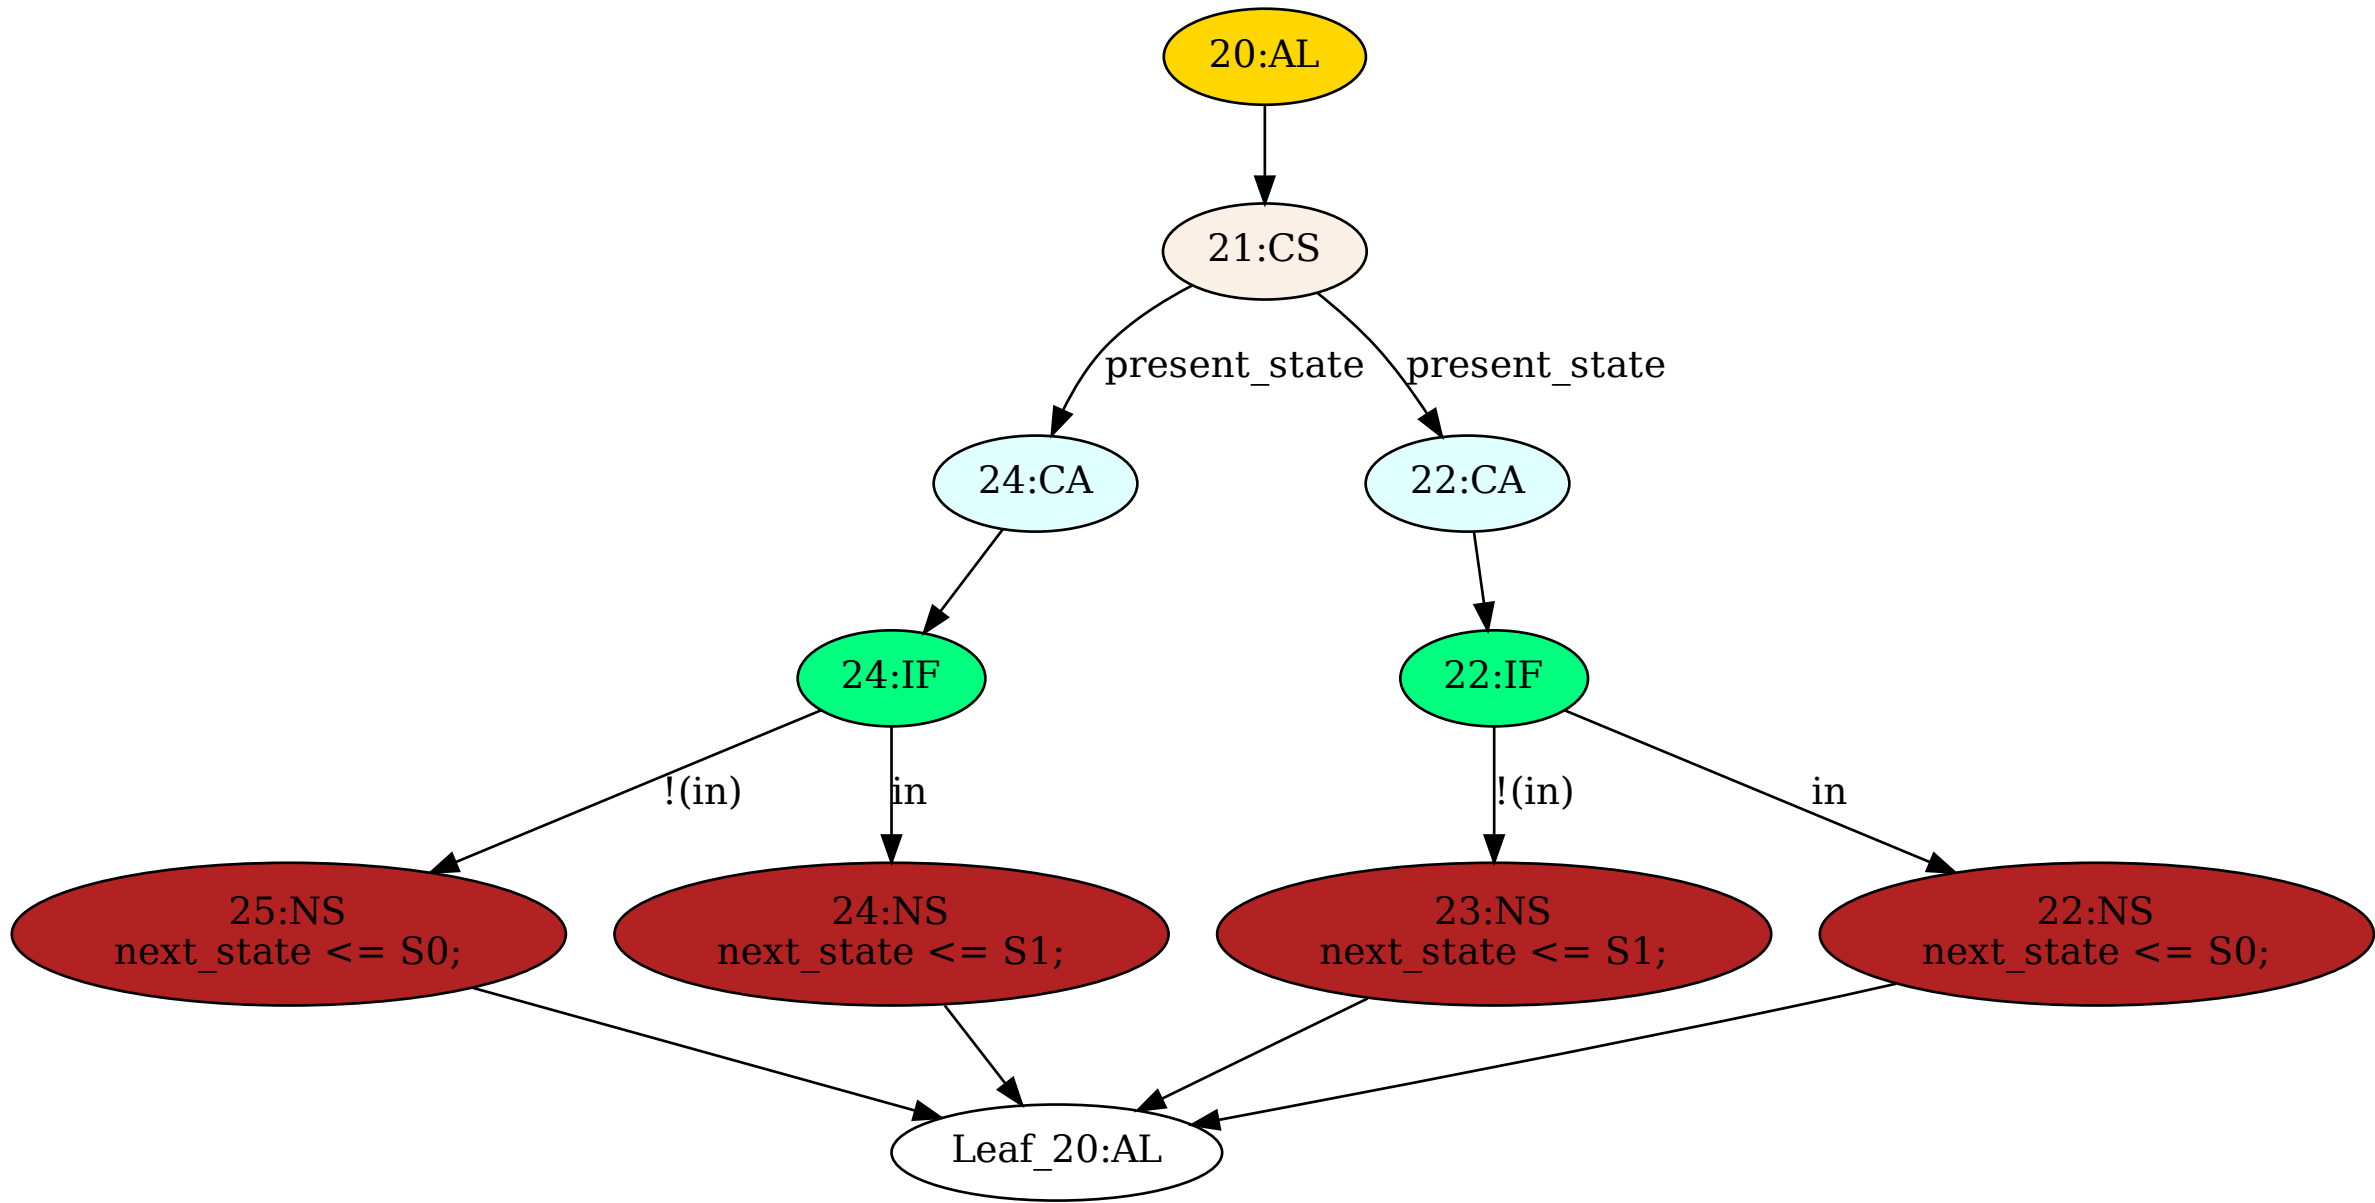 20:AL
21:CS
present_state
present_state
24:CA
22:CA
24:IF
22:IF
!(in)
in
!(in)
in
25:NS
next_state <= S0;
24:NS
next_state <= S1;
23:NS
next_state <= S1;
22:NS
next_state <= S0;
Leaf_20:AL